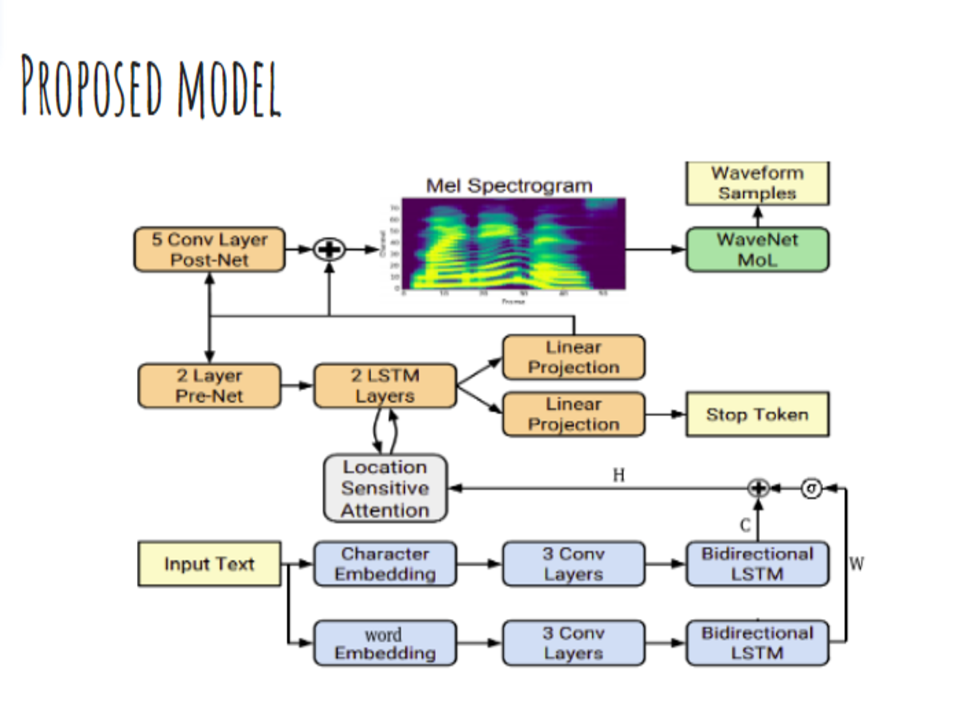 PROPOSED MODEL
Waveform
Samples
Mel Spectrogram
5 Conv Layer
Post-Net
WaveNet
MoL
Linear
Projection
2 Layer
Pre-Net
2 LSTM
Layers
Linear
Projection
Stop Token
Location
Sensitive
Attention
H
σ
C
W
Input Text
Character
Embedding
3 Conv
Layers
Bidirectional
LSTM
word
Embedding
3 Conv
Layers
Bidirectional
LSTM